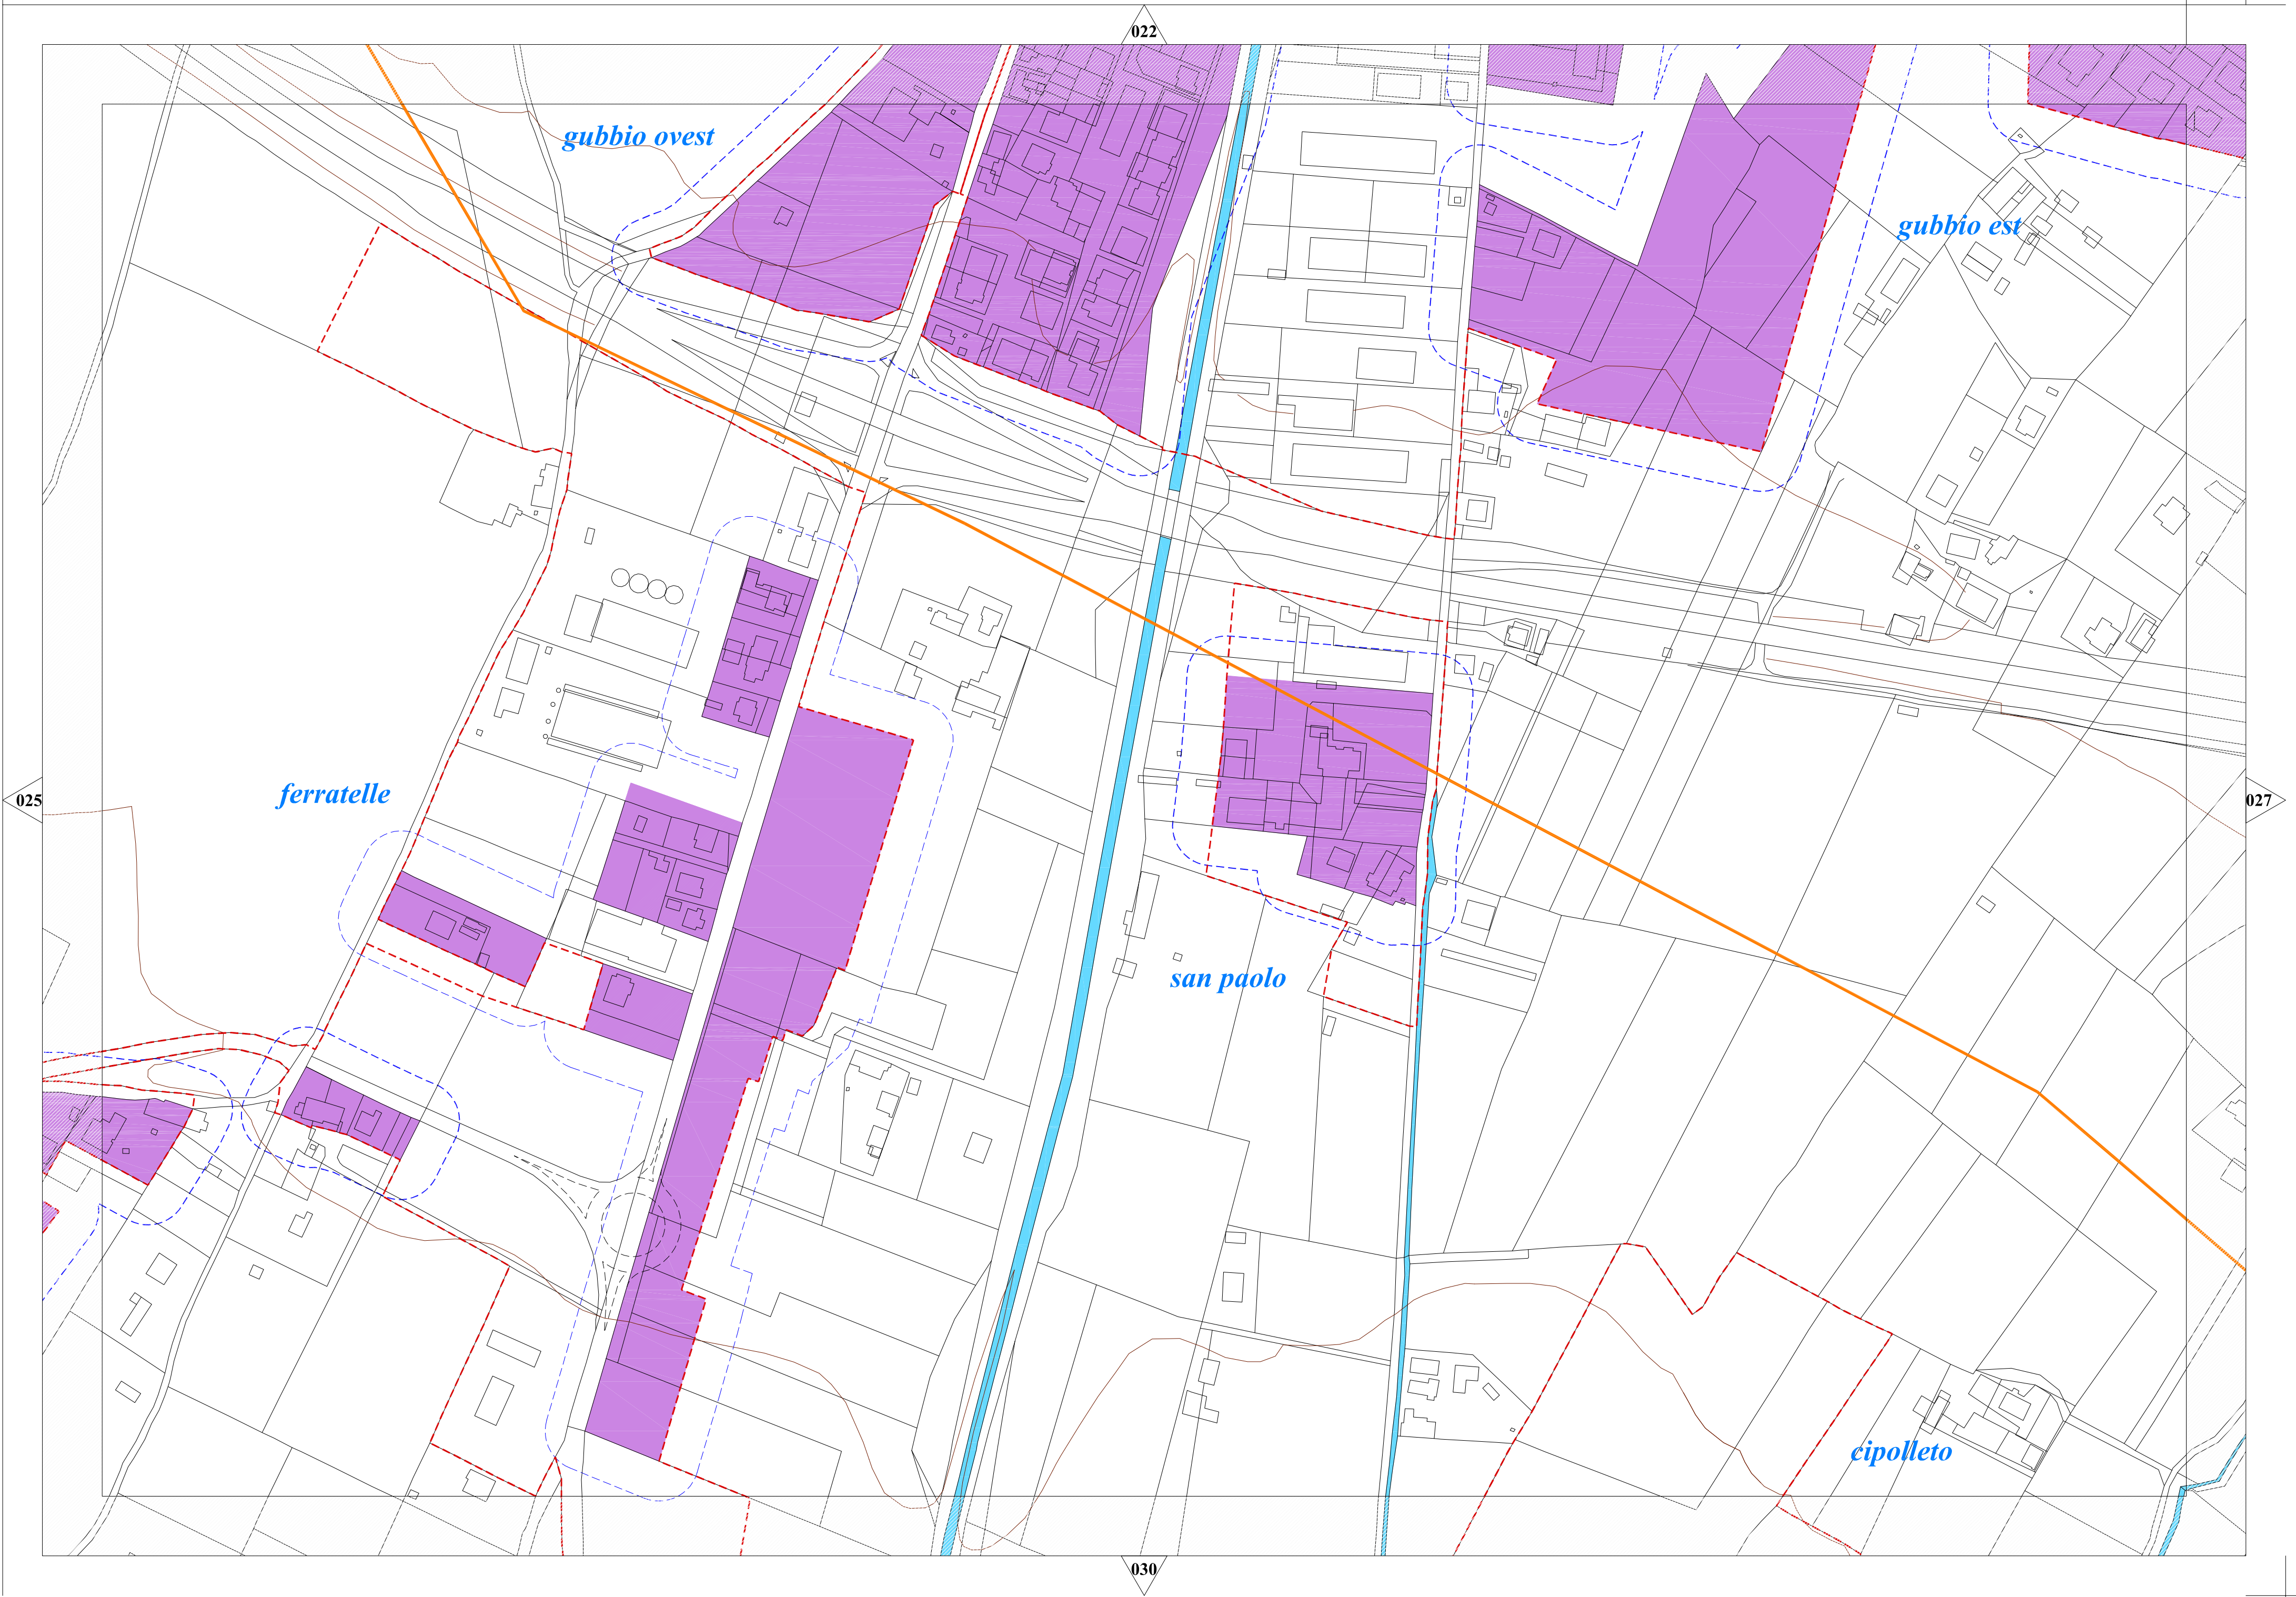 022
gubbio ovest
gubbio est
ferratelle
025
027
san paolo
cipolleto
030